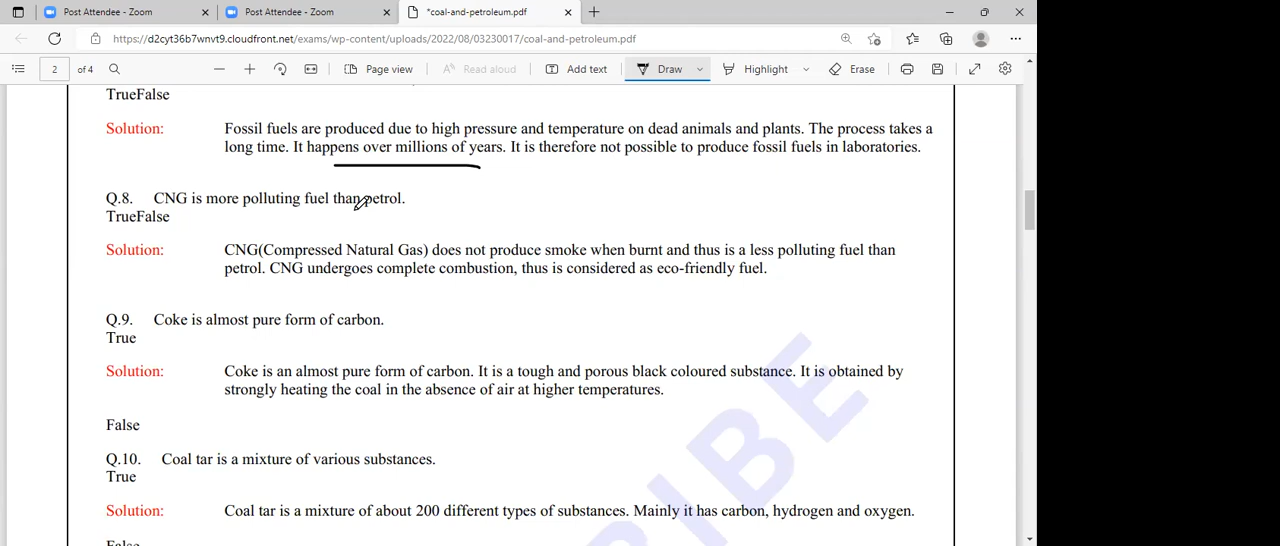 Post Attendee - Zoom
Post Attendee - Zoom
*coal-and-petroleum.pdf
https://d2cyt36b7wnvt9.cloudfront.net/exams/wp-content/uploads/2022/08/03230017/coal-and-petroleum.pdf
2 of 4 Page view Read aloud Add text Draw Highlight Erase
TrueFalse
Solution: Fossil fuels are produced due to high pressure and temperature on dead animals and plants. The process takes a
long time. It happens over millions of years. It is therefore not possible to produce fossil fuels in laboratories.
Q.8. CNG is more polluting fuel than petrol.
TrueFalse
Solution: CNG(Compressed Natural Gas) does not produce smoke when burnt and thus is a less polluting fuel than
petrol. CNG undergoes complete combustion, thus is considered as eco-friendly fuel.
Q.9. Coke is almost pure form of carbon.
True
Solution: Coke is an almost pure form of carbon. It is a tough and porous black coloured substance. It is obtained by
strongly heating the coal in the absence of air at higher temperatures.
False
Q.10. Coal tar is a mixture of various substances.
True
Solution: Coal tar is a mixture of about 200 different types of substances. Mainly it has carbon, hydrogen and oxygen.
False